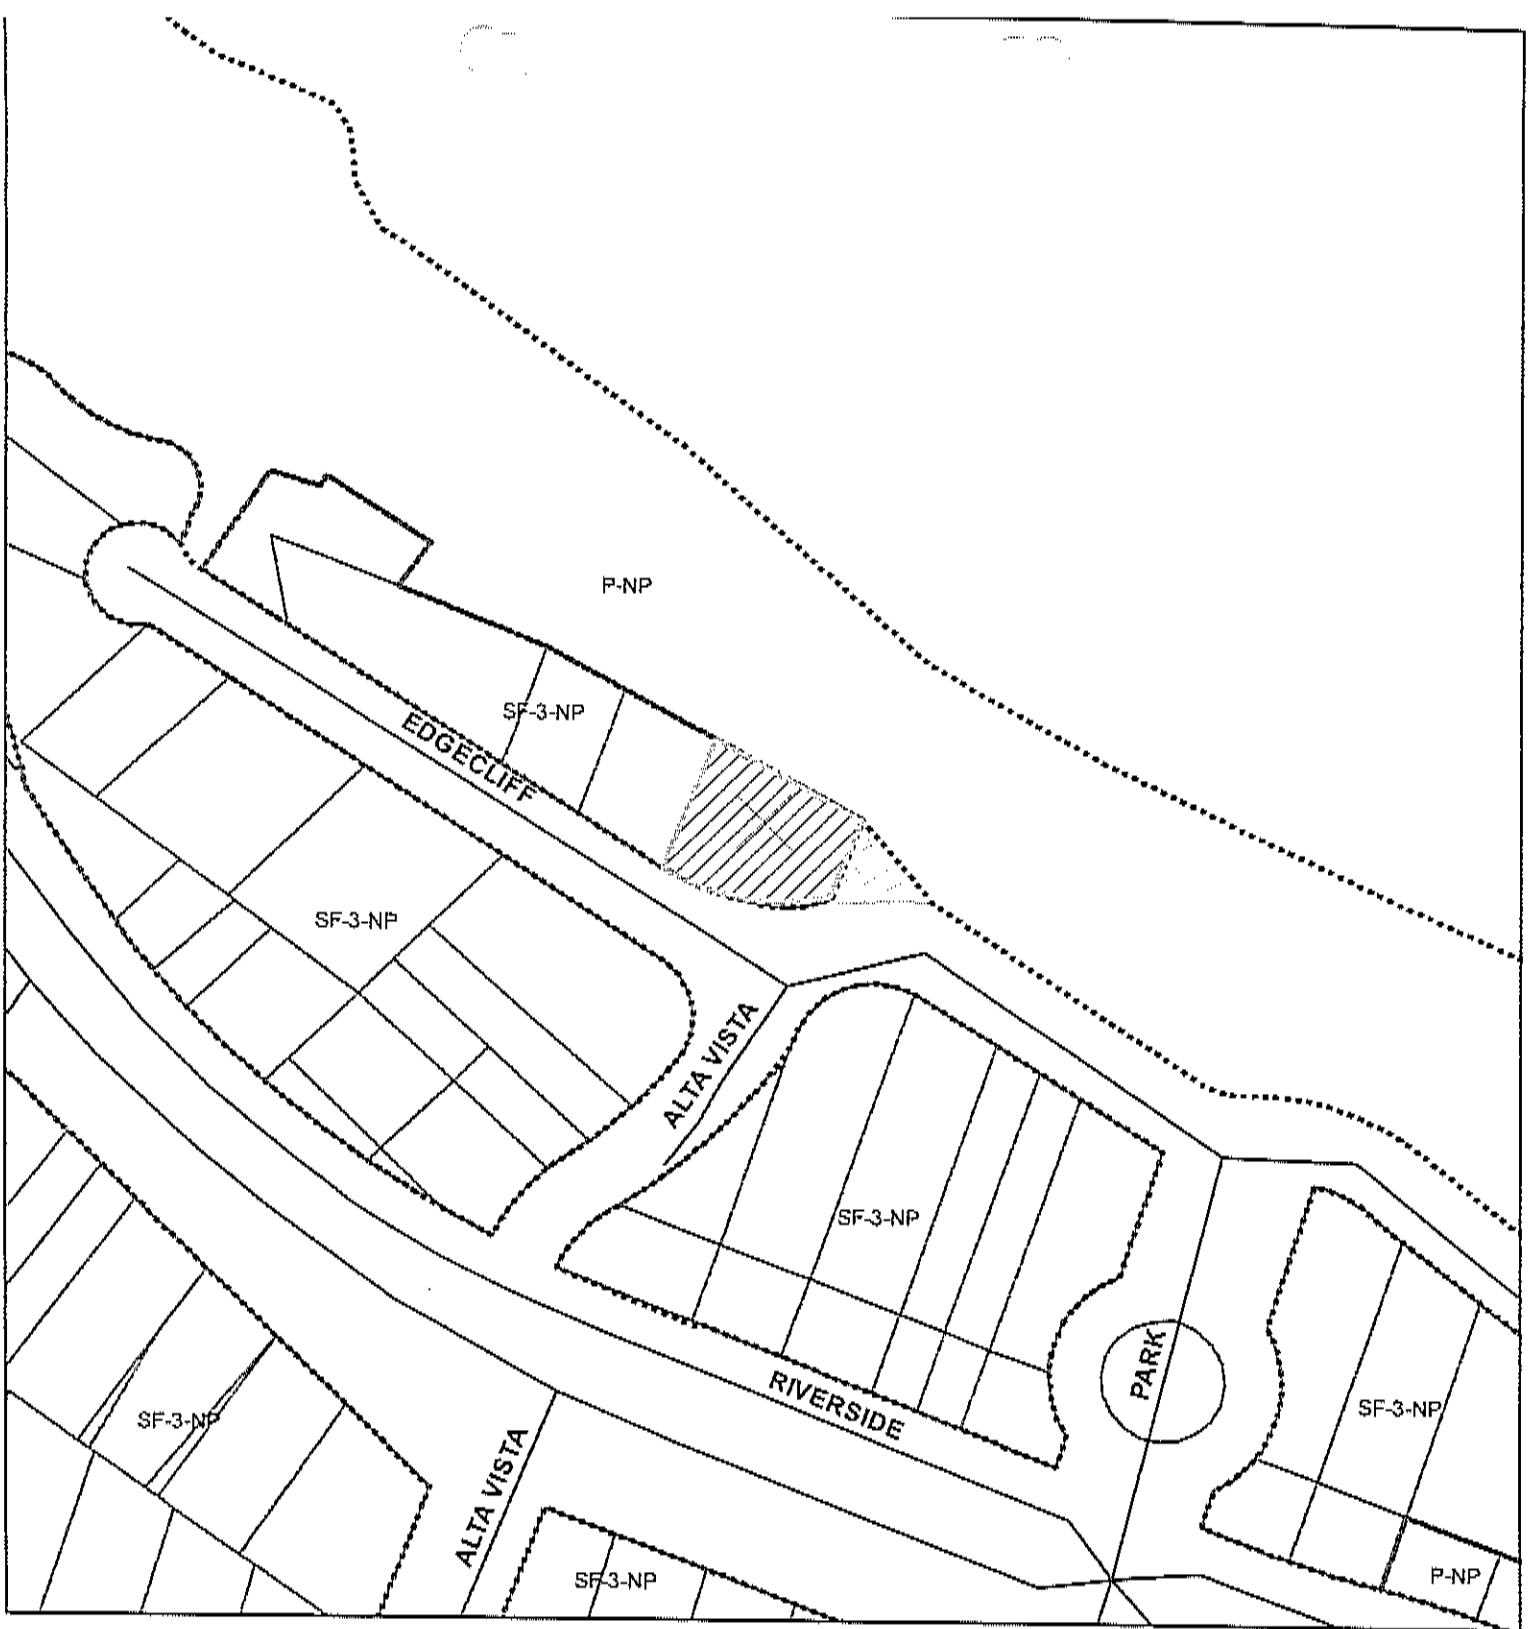 P-NP
SF-3-NP
EDGECLIFF
SF-3-NP
ALTA VISTA
SF-3-NP
PARK
RIVERSIDE
SF-3-NP
SF-3-NP
ALTA VISTA
SF-3-NP
P-NP